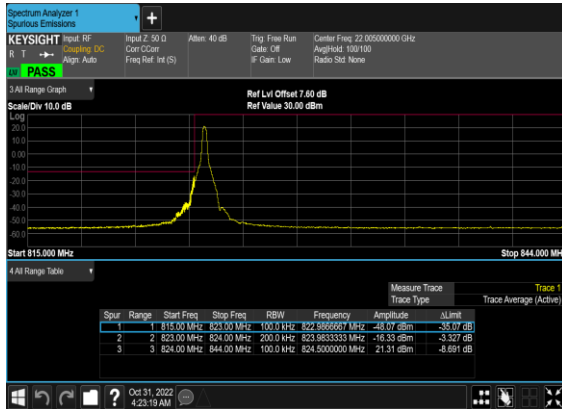 Spectrum Analyzer 1
Spurious Emissions
+
KEYSIGHT Input: RF Input Z: 50 Ω Atten: 40 dB Trig: Free Run Center Freq: 22.005000000 GHz
R T Coupling: DC Corr CCorr Gate: Off Avg|Hold: 100/100
Align: Auto Freq Ref: Int (S) IF Gain: Low Radio Std: None
LV PASS
3 All Range Graph Ref Lvl Offset 7.60 dB
Scale/Div 10.0 dB Ref Value 30.00 dBm
Log
20.0
10.0
0.00
-10.0
-20.0
-30.0
-40.0
-50.0
-60.0
Start 815.000 MHz Stop 844.000 MHz
4 All Range Table
Measure Trace Trace 1
Trace Type Trace Average (Active)
Spur Range Start Freq Stop Freq RBW Frequency Amplitude ΔLimit
1 1 815.00 MHz 823.00 MHz 100.0 kHz 822.9866667 MHz -48.07 dBm -35.07 dB
2 2 823.00 MHz 824.00 MHz 200.0 kHz 823.9833333 MHz -16.33 dBm -3.327 dB
3 3 824.00 MHz 844.00 MHz 100.0 kHz 824.5000000 MHz 21.31 dBm -8.691 dB
? Oct 31, 2022
4:23:19 AM